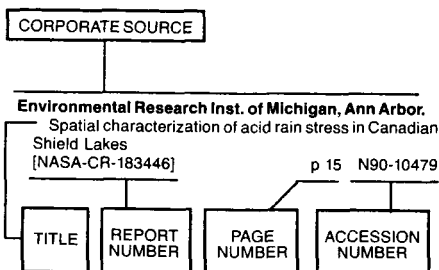 CORPORATE SOURCE
Environmental Research Inst. of Michigan, Ann Arbor.
Spatial characterization of acid rain stress in Canadian
Shield Lakes
[NASA-CR-183446] p 15 N90-10479
TITLE
REPORT NUMBER
PAGE NUMBER
ACCESSION NUMBER